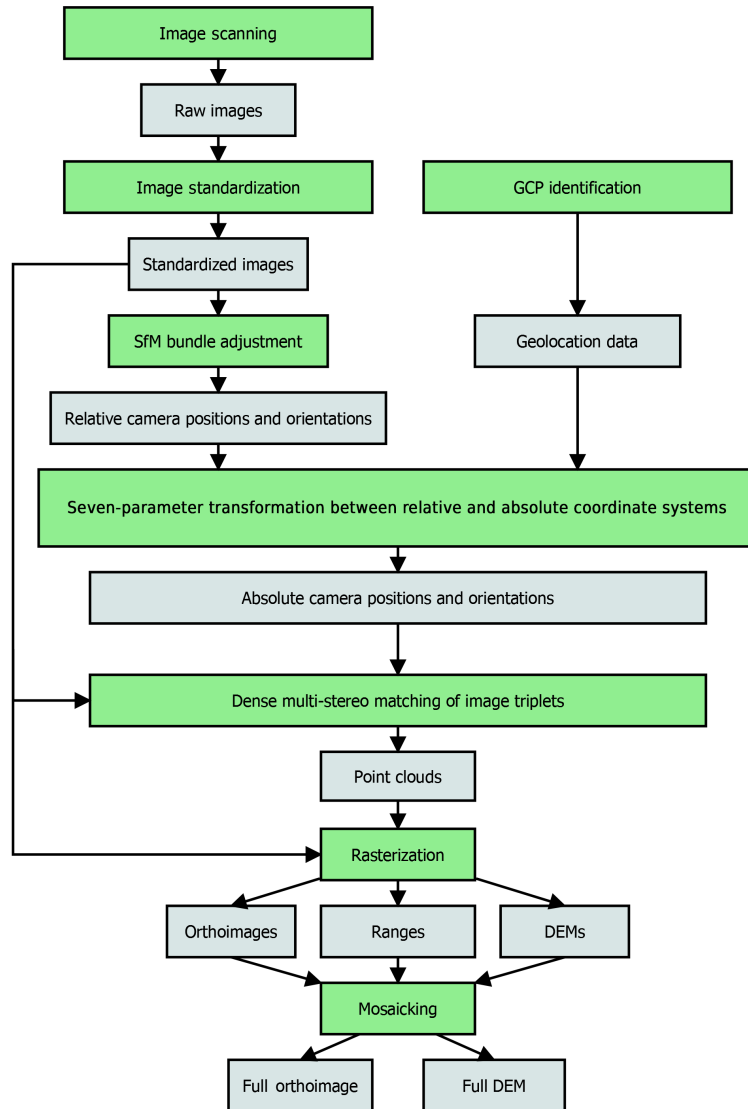 Image scanning
Raw images
Image standardization
GCP identification
Standardized images
SfM bundle adjustment
Geolocation data
Relative camera positions and orientations
Seven-parameter transformation between relative and absolute coordinate systems
Absolute camera positions and orientations
Dense multi-stereo matching of image triplets
Point clouds
Rasterization
Orthoimages
Ranges
DEMs
Mosaicking
Full orthoimage
Full DEM